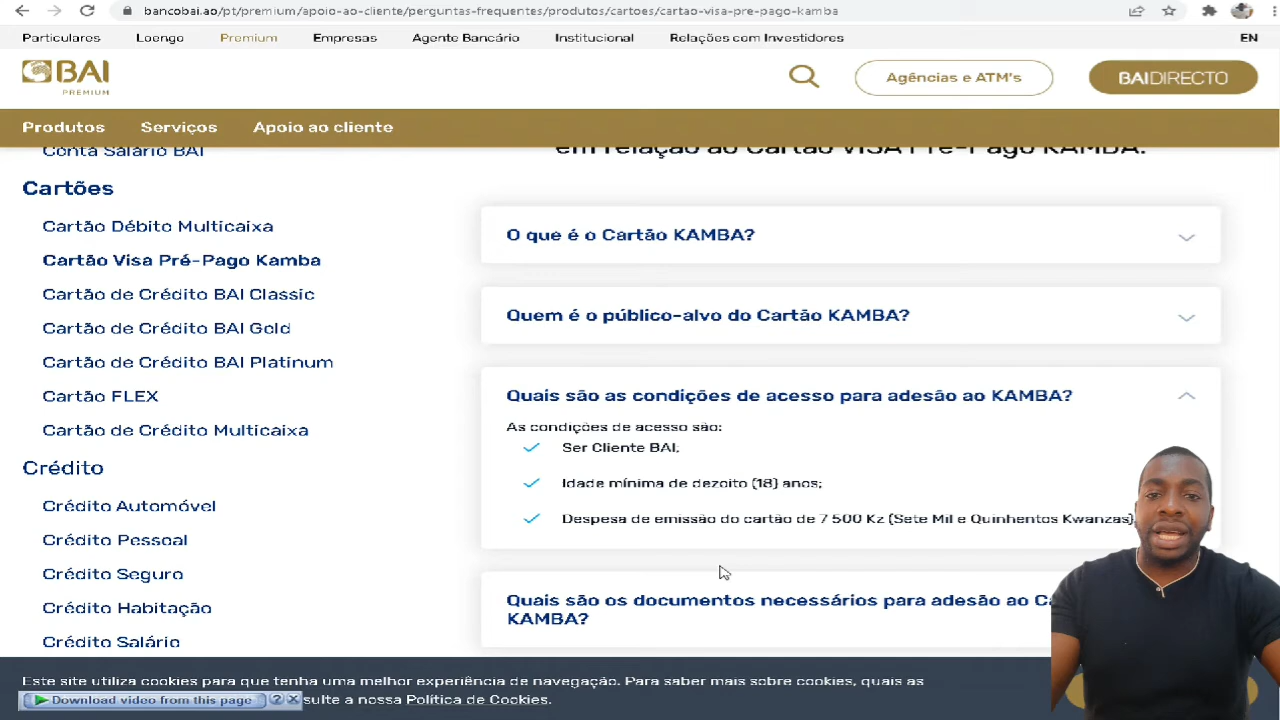 bancobai.ao/pt/premium/apoio-ao-cliente/perguntas-frequentes/produtos/cartoes/cartao-visa-pre-pago-kamba
Particulares Loengo Premium Empresas Agente Bancário Institucional Relações com Investidores EN
BAI
PREMIUM
Agências e ATM's
BAIDIRECTO
Produtos Serviços Apoio ao cliente
Conta Salário BAI
em relação ao Cartão VISA Pré-Pago KAMBA.
Cartões
Cartão Débito Multicaixa
Cartão Visa Pré-Pago Kamba
Cartão de Crédito BAI Classic
Cartão de Crédito BAI Gold
Cartão de Crédito BAI Platinum
Cartão FLEX
Cartão de Crédito Multicaixa
Crédito
Crédito Automóvel
Crédito Pessoal
Crédito Seguro
Crédito Habitação
Crédito Salário
O que é o Cartão KAMBA?
Quem é o público-alvo do Cartão KAMBA?
Quais são as condições de acesso para adesão ao KAMBA?
As condições de acesso são:
Ser Cliente BAI;
Idade mínima de dezoito (18) anos;
Despesa de emissão do cartão de 7 500 Kz (Sete Mil e Quinhentos Kwanzas)
Quais são os documentos necessários para adesão ao
KAMBA?
Este site utiliza cookies para que tenha uma melhor experiência de navegação. Para saber mais sobre cookies, quais as
Download video from this page ? X sulte a nossa Política de Cookies.